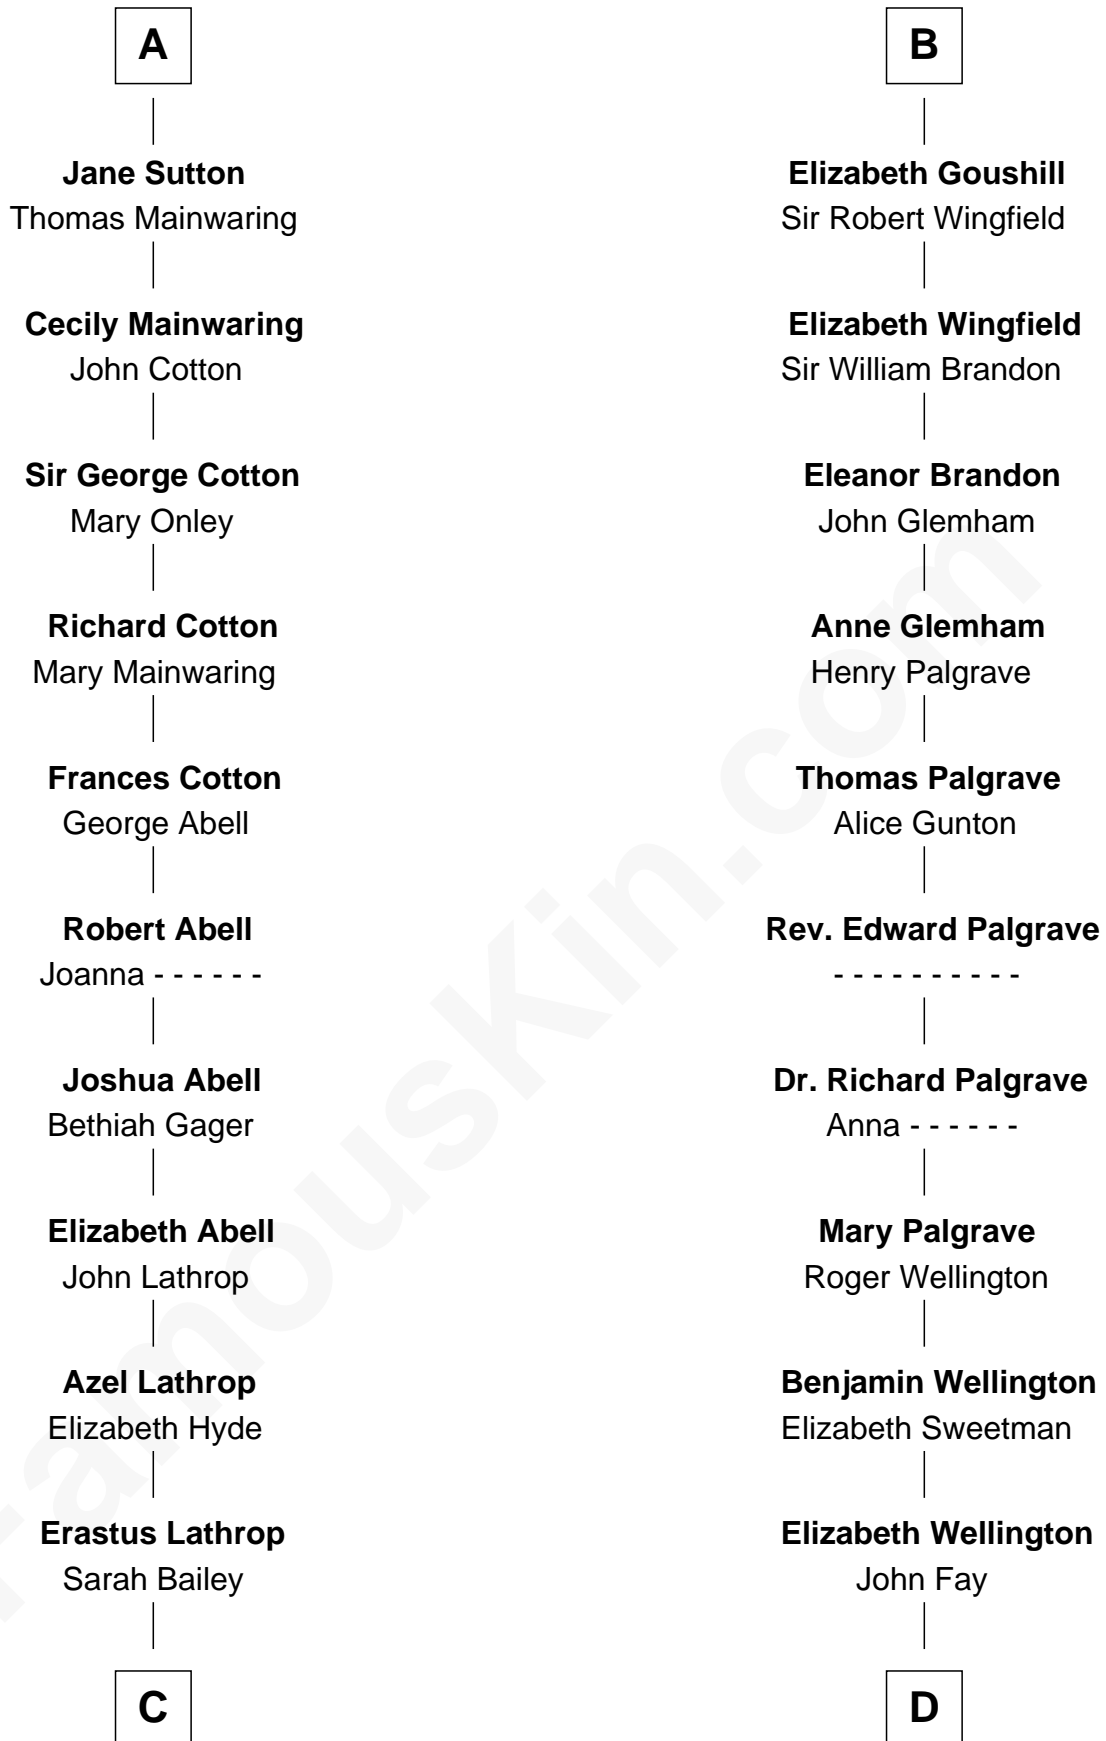 A
Jane Sutton
Thomas Mainwaring
Cecily Mainwaring
John Cotton
Sir George Cotton
Mary Onley
Richard Cotton
Mary Mainwaring
Frances Cotton
George Abell
Robert Abell
Joanna - - - - - -
Joshua Abell
Bethiah Gager
Elizabeth Abell
John Lathrop
Azel Lathrop
Elizabeth Hyde
Erastus Lathrop
Sarah Bailey
C
B
Elizabeth Goushill
Sir Robert Wingfield
Elizabeth Wingfield
Sir William Brandon
Eleanor Brandon
John Glemham
Anne Glemham
Henry Palgrave
Thomas Palgrave
Alice Gunton
Rev. Edward Palgrave
- - - - - - - - - -
Dr. Richard Palgrave
Anna - - - - - -
Mary Palgrave
Roger Wellington
Benjamin Wellington
Elizabeth Sweetman
Elizabeth Wellington
John Fay
D
FamousKin.com